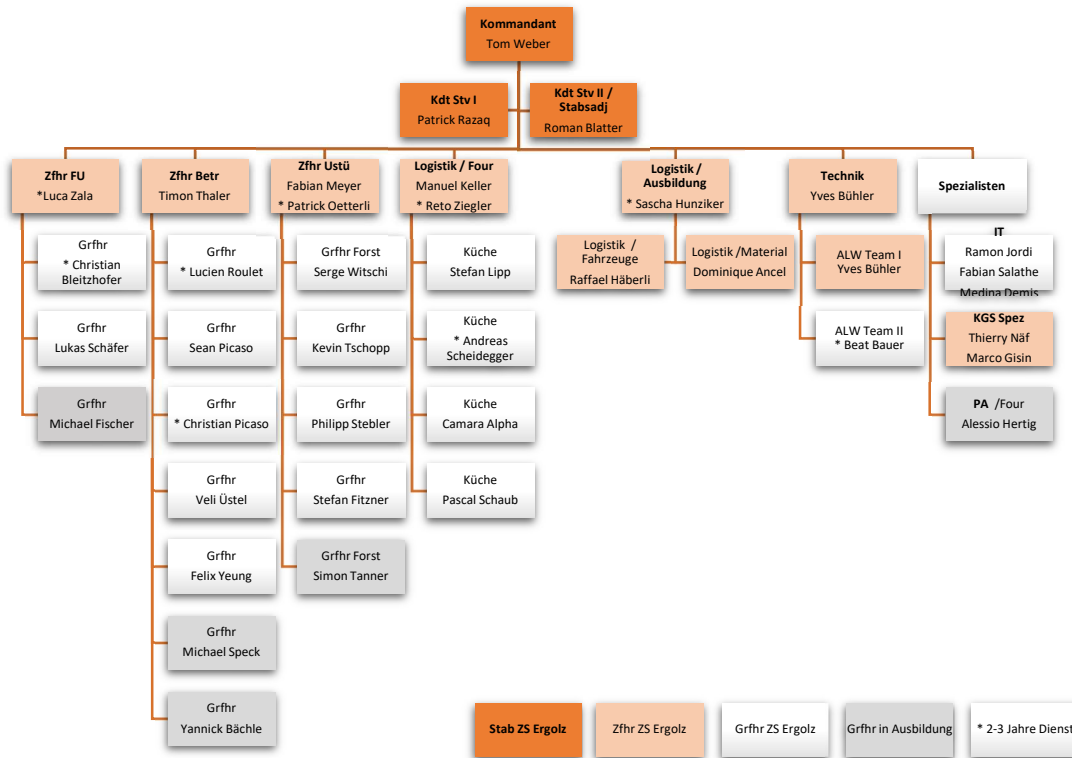 Kommandant
Tom Weber
Kdt Stv I
Patrick Razaq
Kdt Stv II /
Stabsadj
Roman Blatter
Zfhr FU
*Luca Zala
Zfhr Betr
Timon Thaler
Zfhr Ustü
Fabian Meyer
* Patrick Oetterli
Logistik / Four
Manuel Keller
* Reto Ziegler
Logistik /
Ausbildung
* Sascha Hunziker
Technik
Yves Bühler
Spezialisten
Grfhr
* Christian
Bleitzhofer
Grfhr
Lukas Schäfer
Grfhr
Michael Fischer
Grfhr
* Lucien Roulet
Grfhr
Sean Picaso
Grfhr
* Christian Picaso
Grfhr
Veli Üstel
Grfhr
Felix Yeung
Grfhr
Michael Speck
Grfhr
Yannick Bächle
Grfhr Forst
Serge Witschi
Grfhr
Kevin Tschopp
Grfhr
Philipp Stebler
Grfhr
Stefan Fitzner
Grfhr Forst
Simon Tanner
Küche
Stefan Lipp
Küche
* Andreas
Scheidegger
Küche
Camara Alpha
Küche
Pascal Schaub
Logistik /
Fahrzeuge
Raffael Häberli
Logistik /Material
Dominique Ancel
ALW Team I
Yves Bühler
ALW Team II
* Beat Bauer
IT
Ramon Jordi
Fabian Salathe
Medina Demis
KGS Spez
Thierry Näf
Marco Gisin
PA /Four
Alessio Hertig
Stab ZS Ergolz
Zfhr ZS Ergolz
Grfhr ZS Ergolz
Grfhr in Ausbildung
* 2-3 Jahre Dienst